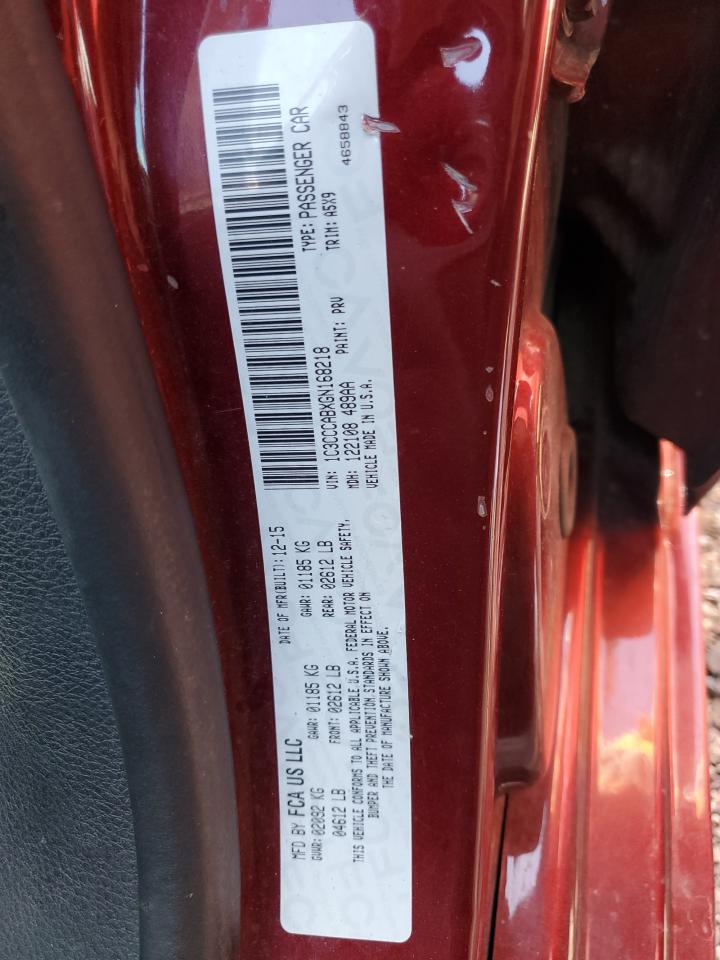 MFD BY FCA US LLC
DATE OF MFR(BUILT): 12-15
GVWR: 02092 KG
GAWR: 01185 KG
GAWR: 01185 KG
04612 LB
FRONT: 02612 LB
REAR: 02612 LB
THIS VEHICLE CONFORMS TO ALL APPLICABLE U.S.A. FEDERAL MOTOR VEHICLE SAFETY,
BUMPER AND THEFT PREVENTION STANDARDS IN EFFECT ON
THE DATE OF MANUFACTURE SHOWN ABOVE.
VIN: 1C3CCCABXGN168218
TYPE: PASSENGER CAR
MDH: 122108 489AA
PAINT: PRV
TRIM: A5X9
VEHICLE MADE IN U.S.A.
4658843